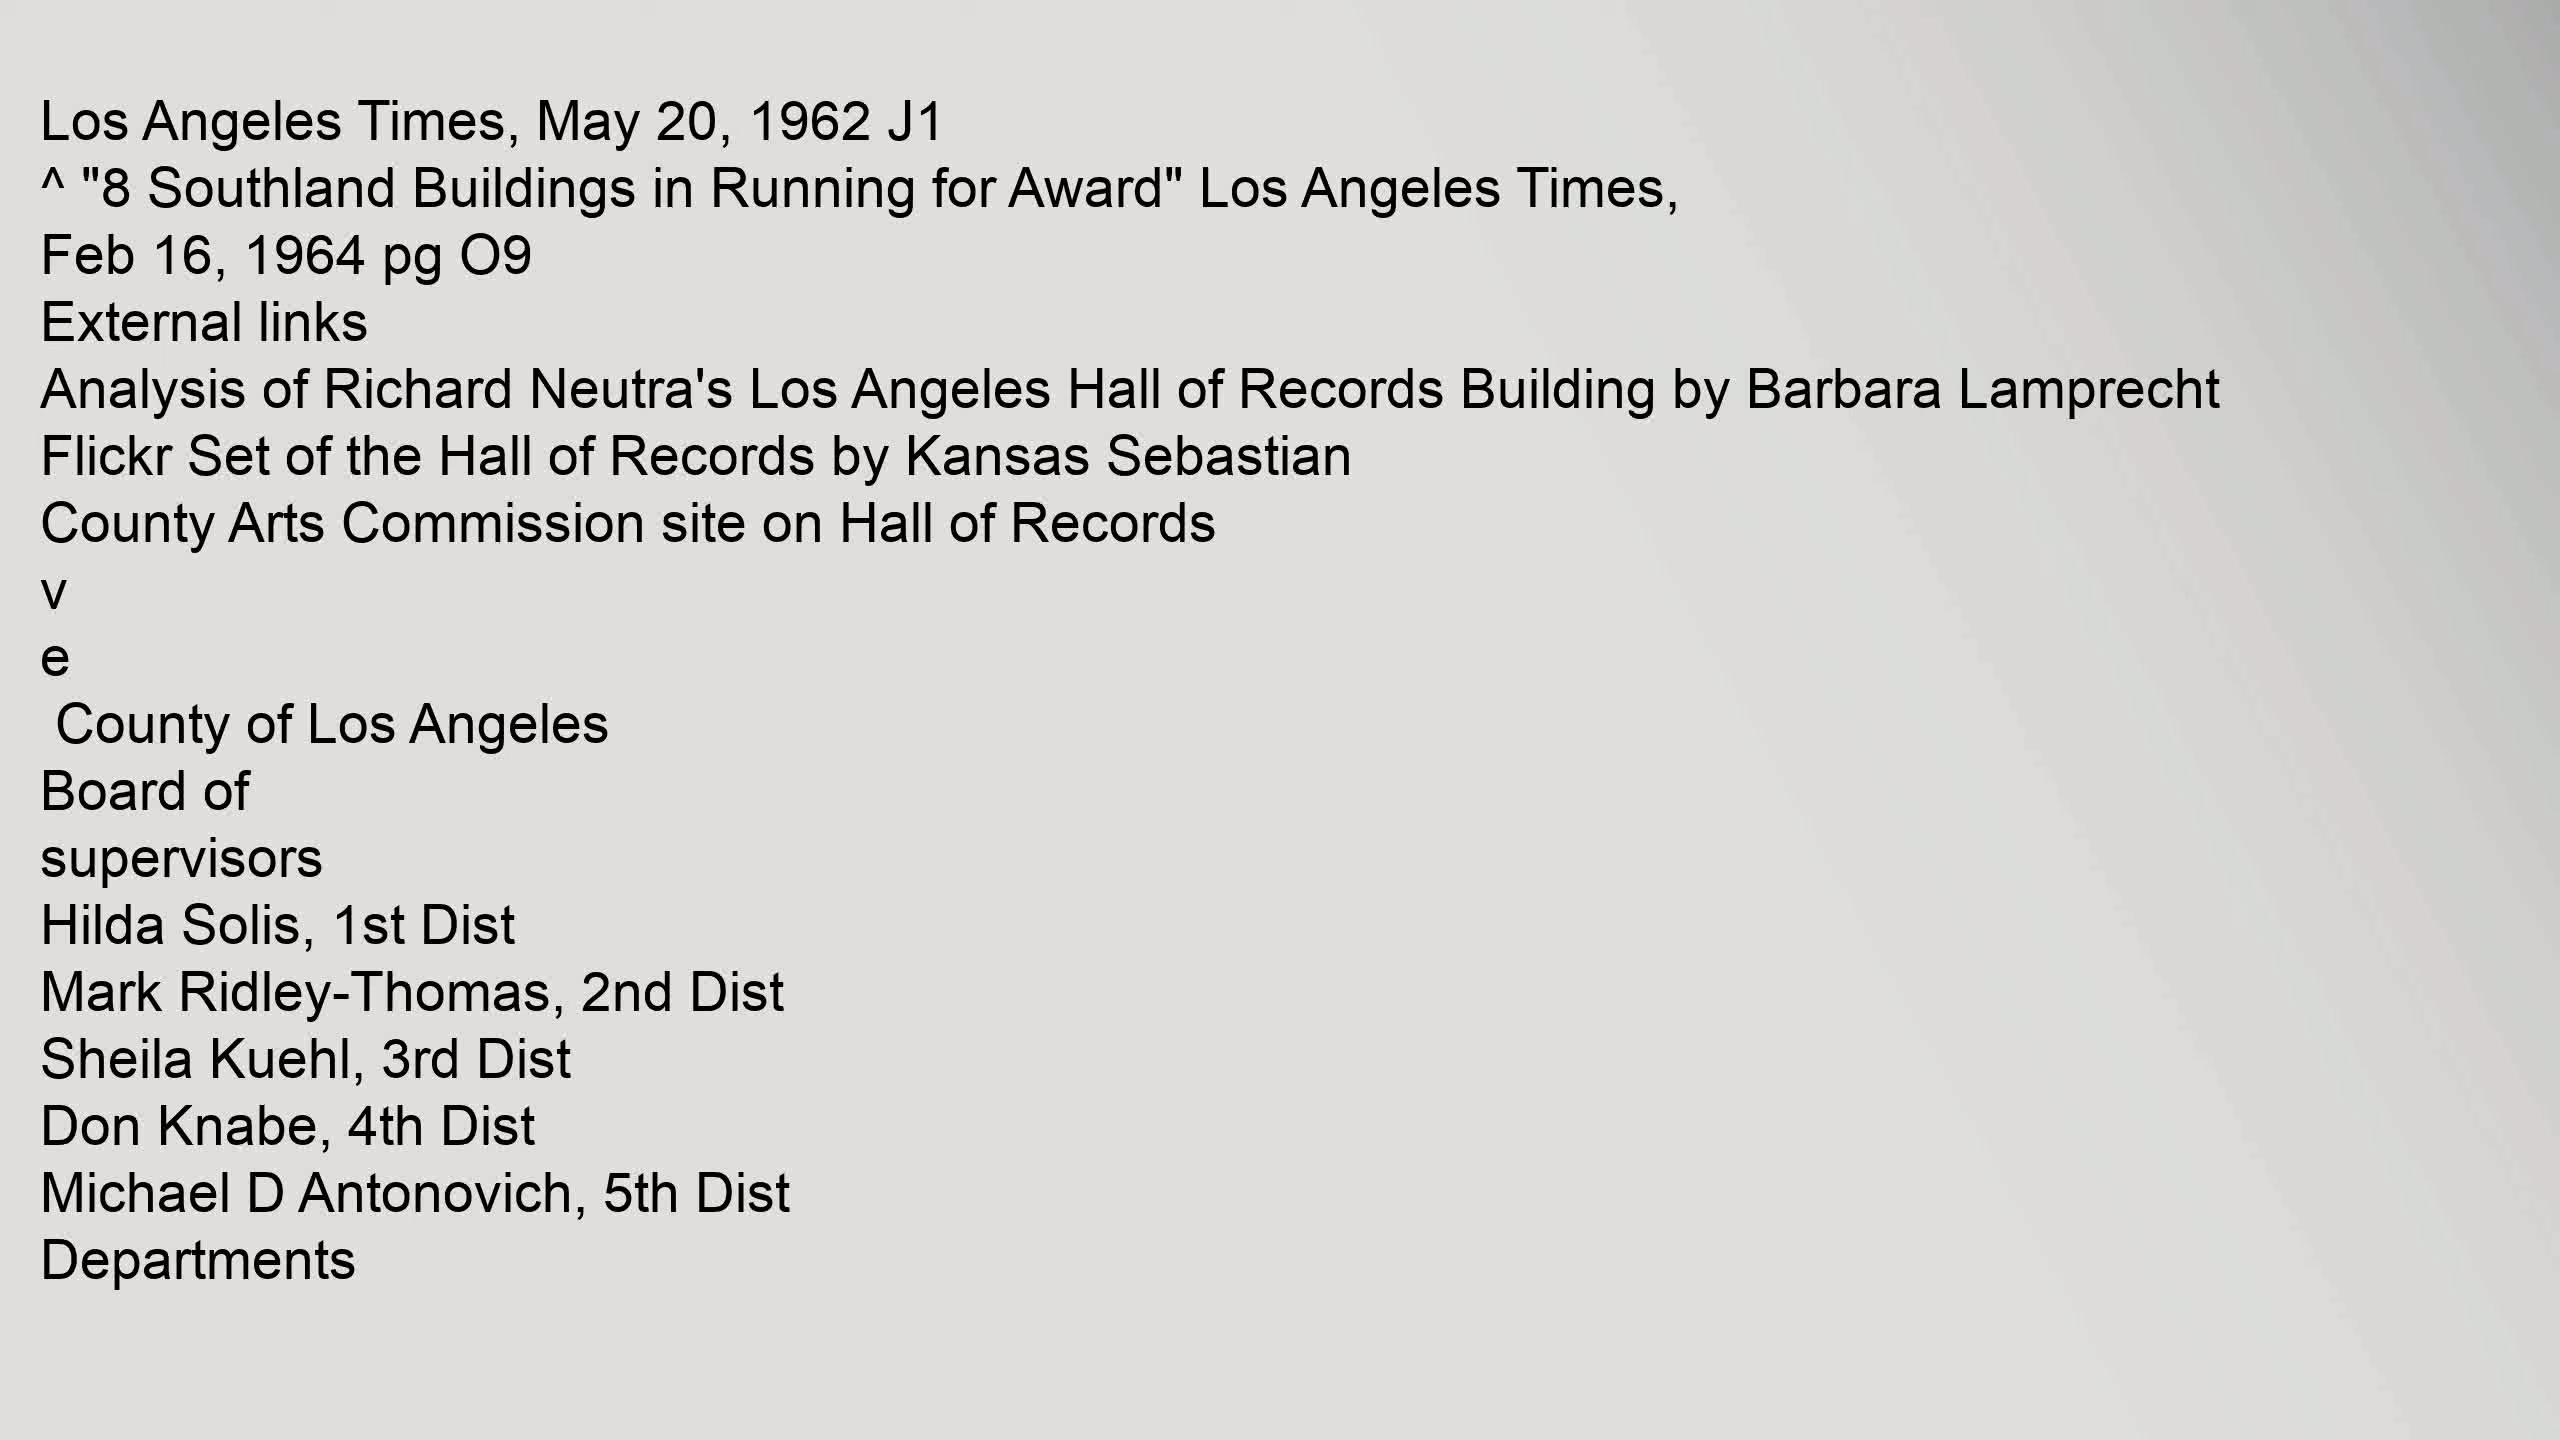 Los Angeles Times, May 20, 1962 J1
^ "8 Southland Buildings in Running for Award" Los Angeles Times,
Feb 16, 1964 pg O9
External links
Analysis of Richard Neutra's Los Angeles Hall of Records Building by Barbara Lamprecht
Flickr Set of the Hall of Records by Kansas Sebastian
County Arts Commission site on Hall of Records
v
e
County of Los Angeles
Board of
supervisors
Hilda Solis, 1st Dist
Mark Ridley-Thomas, 2nd Dist
Sheila Kuehl, 3rd Dist
Don Knabe, 4th Dist
Michael D Antonovich, 5th Dist
Departments